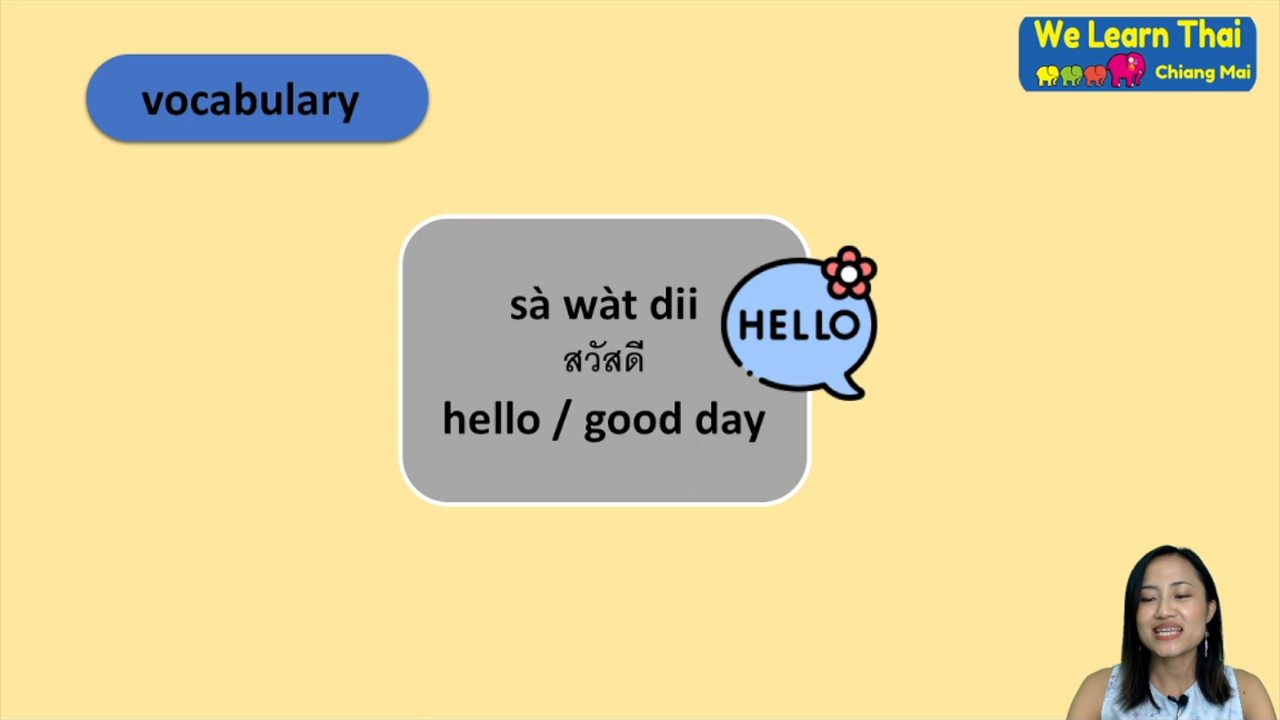 We Learn Thai
Chiang Mai
vocabulary
sà wàt dii
สวัสดี
hello / good day
HELLO